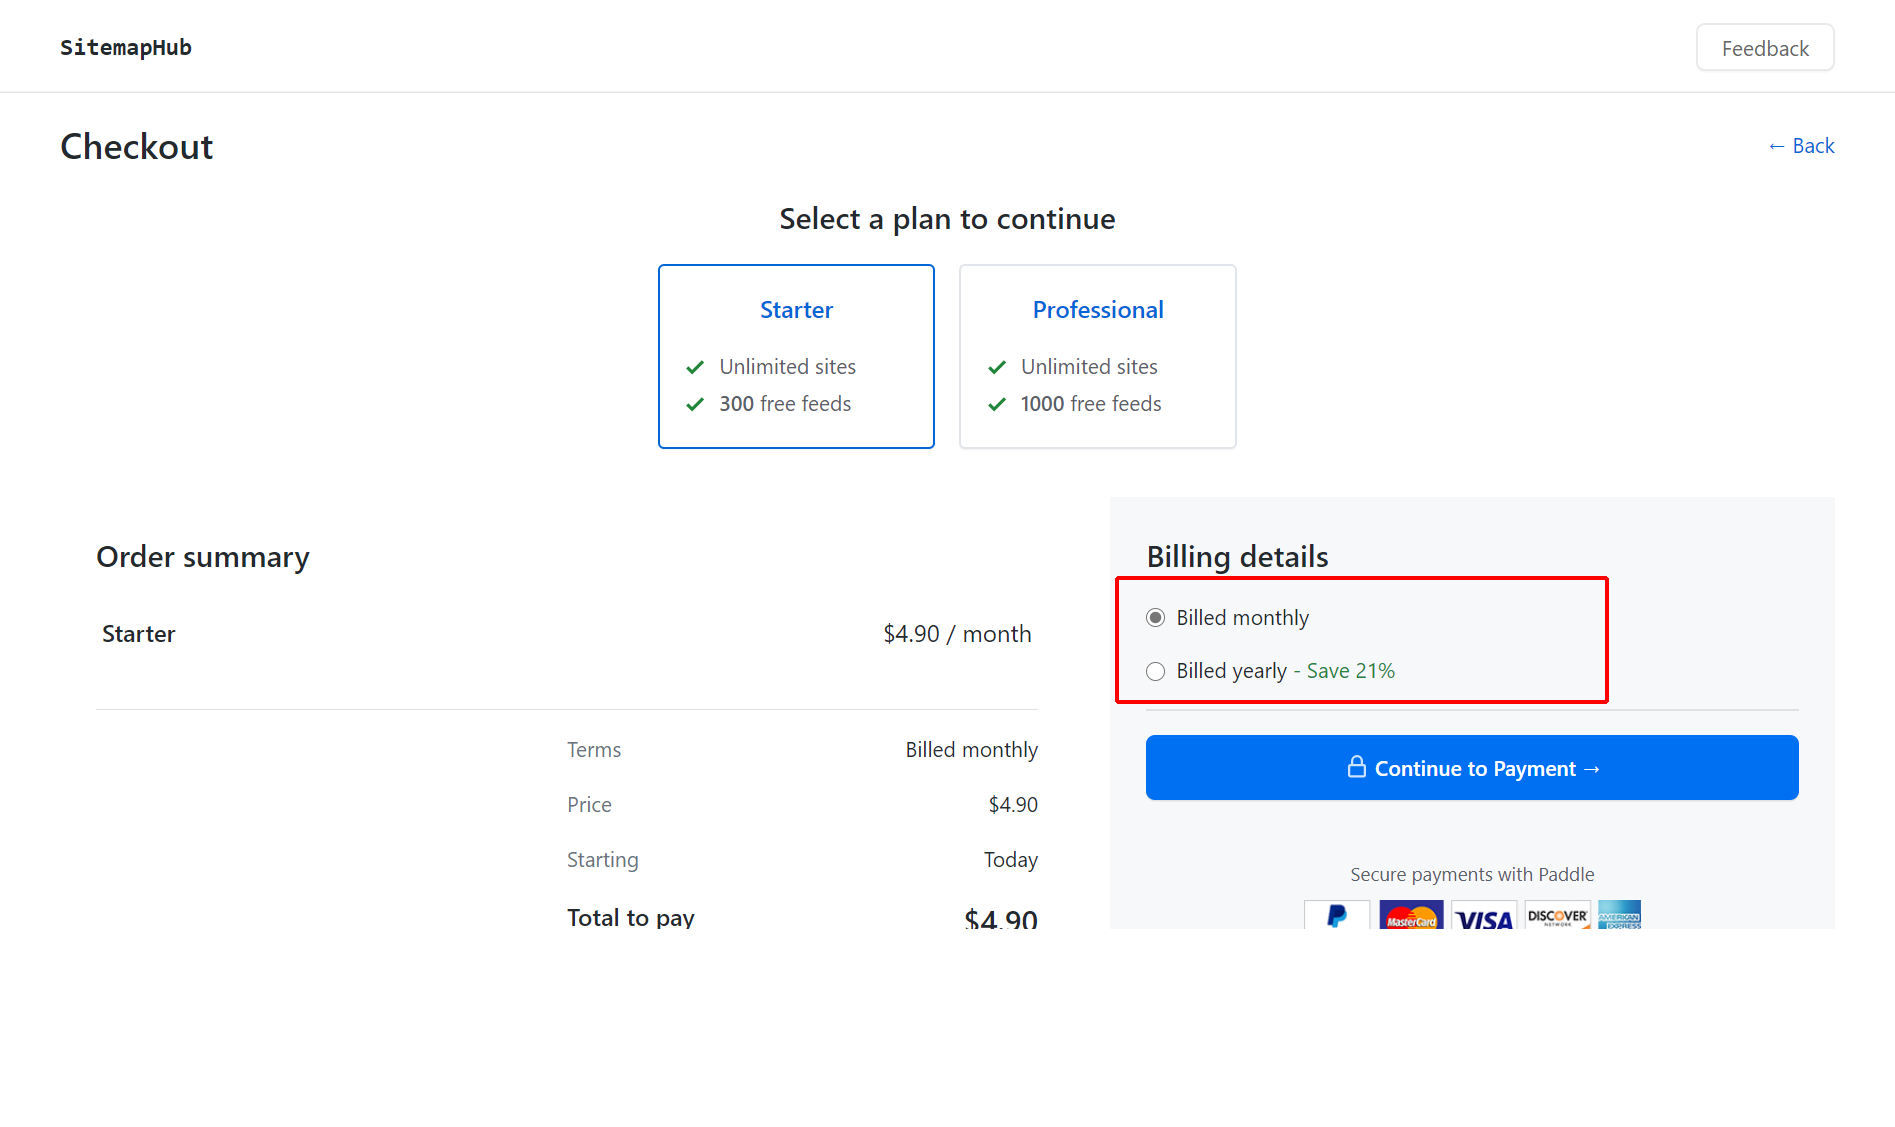 SitemapHub
Feedback
Checkout
← Back
Select a plan to continue
Starter
Unlimited sites
300 free feeds
Professional
Unlimited sites
1000 free feeds
Order summary
Starter $4.90 / month
Terms Billed monthly
Price $4.90
Starting Today
Total to pay $4.90
Billing details
Billed monthly
Billed yearly - Save 21%
Continue to Payment →
Secure payments with Paddle
MasterCard
VISA
DISCOVER
NETWORK
AMERICAN
EXPRESS